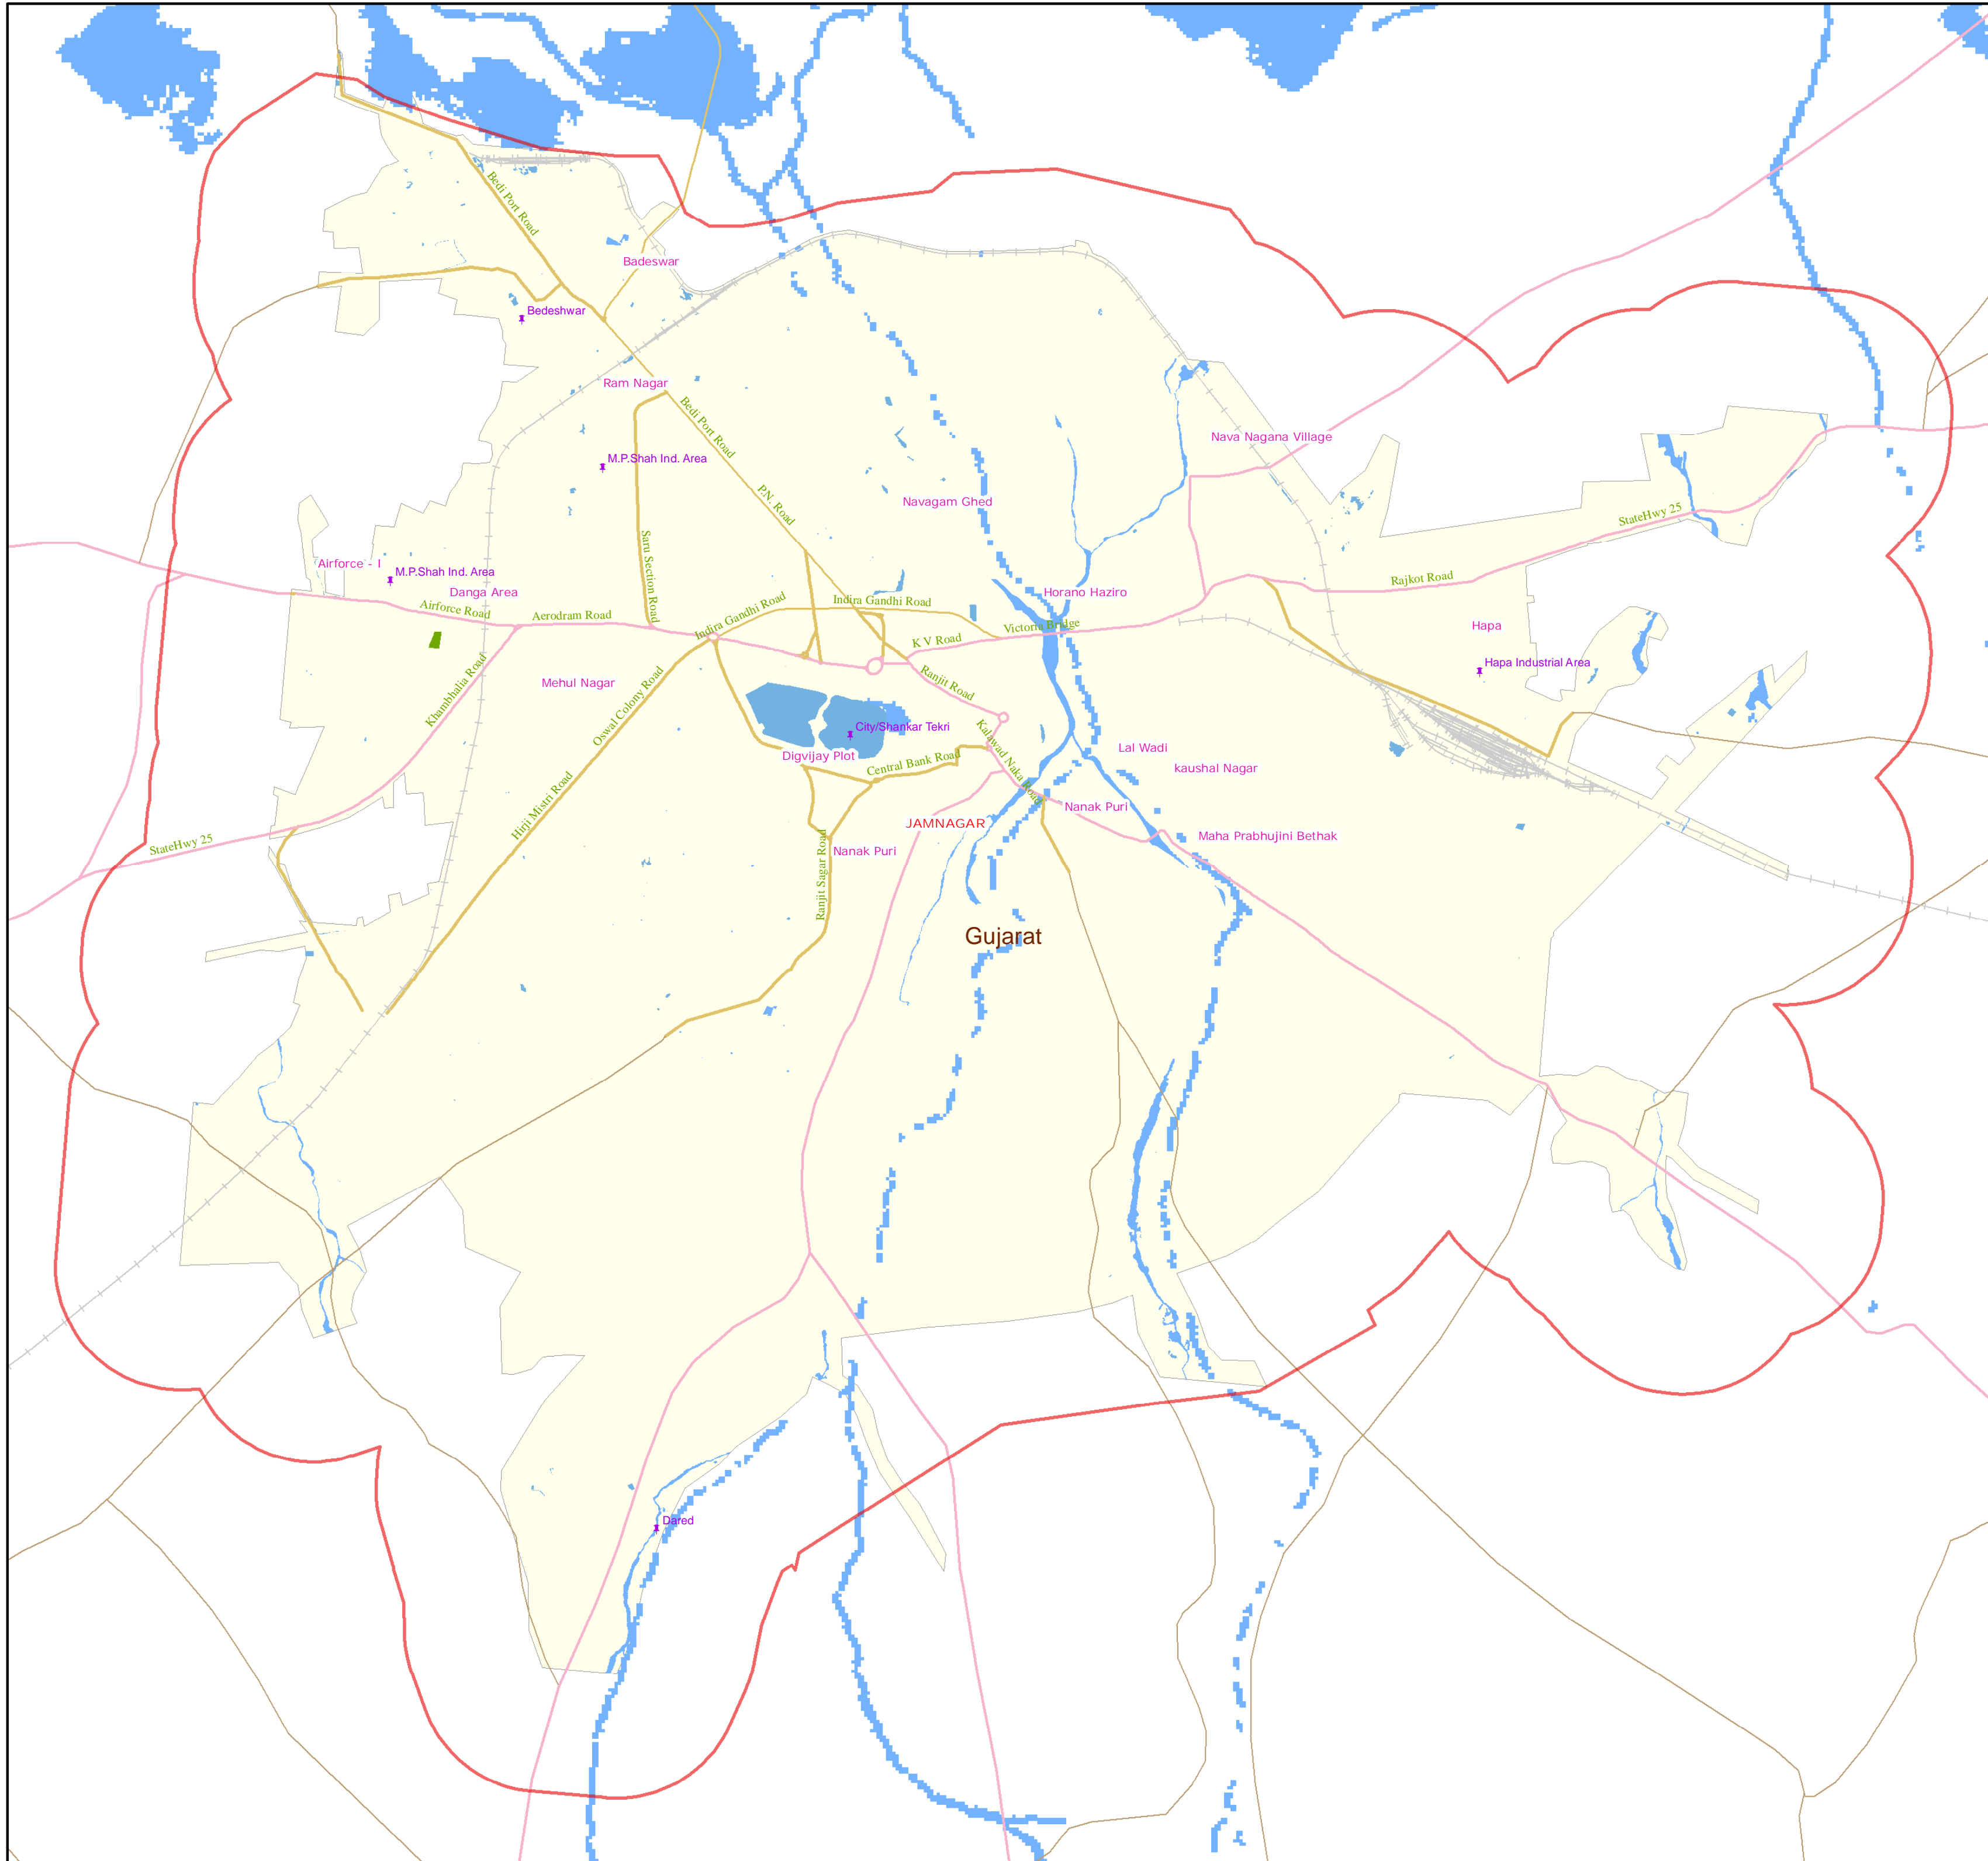 Bedi Port Road
Badeswar
Bedeshwar
Ram Nagar
Bedi Port Road
Nava Nagana Village
M.P.Shah Ind. Area
P.N. Road
Navagam Ghed
StateHwy 25
Saru Section Road
Airforce - I
M.P.Shah Ind. Area
Danga Area
Rajkot Road
Horano Haziro
Airforce Road
Aerodram Road
Indira Gandhi Road
Indira Gandhi Road
Victoria Bridge
K V Road
Hapa
Hapa Industrial Area
Khambhalia Road
Mehul Nagar
Oswal Colony Road
Ranjit Road
City/Shankar Tekri
Kalawad Naka Road
Lal Wadi
Digvijay Plot
Central Bank Road
kaushal Nagar
Hirji Mistri Road
Nanak Puri
JAMNAGAR
Maha Prabhujini Bethak
StateHwy 25
Nanak Puri
Ranjit Sagar Road
Gujarat
Dared